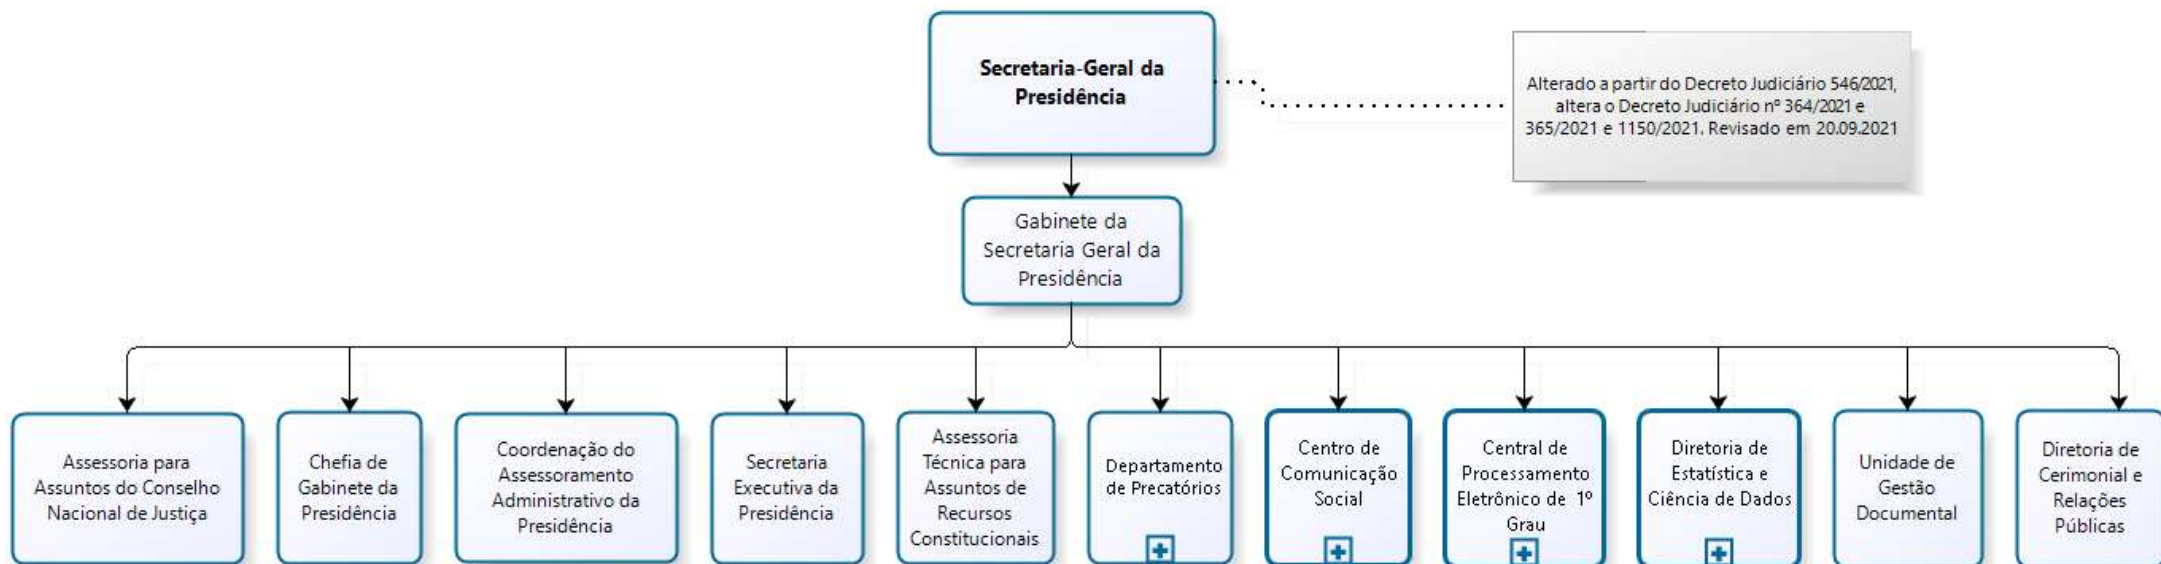 Secretaria-Geral da
Presidência
Alterado a partir do Decreto Judiciário 546/2021,
altera o Decreto Judiciário nº 364/2021 e
365/2021 e 1150/2021. Revisado em 20.09.2021
Gabinete da
Secretaria Geral da
Presidência
Assessoria para
Assuntos do Conselho
Nacional de Justiça
Chefia de
Gabinete da
Presidência
Coordenação do
Assessoramento
Administrativo da
Presidência
Secretaria
Executiva da
Presidência
Assessoria
Técnica para
Assuntos de
Recursos
Constitucionais
Departamento
de Precatórios
Centro de
Comunicação
Social
Central de
Processamento
Eletrônico de 1º
Grau
Diretoria de
Estatística e
Ciência de Dados
Unidade de
Gestão
Documental
Diretoria de
Cerimonial e
Relações
Públicas